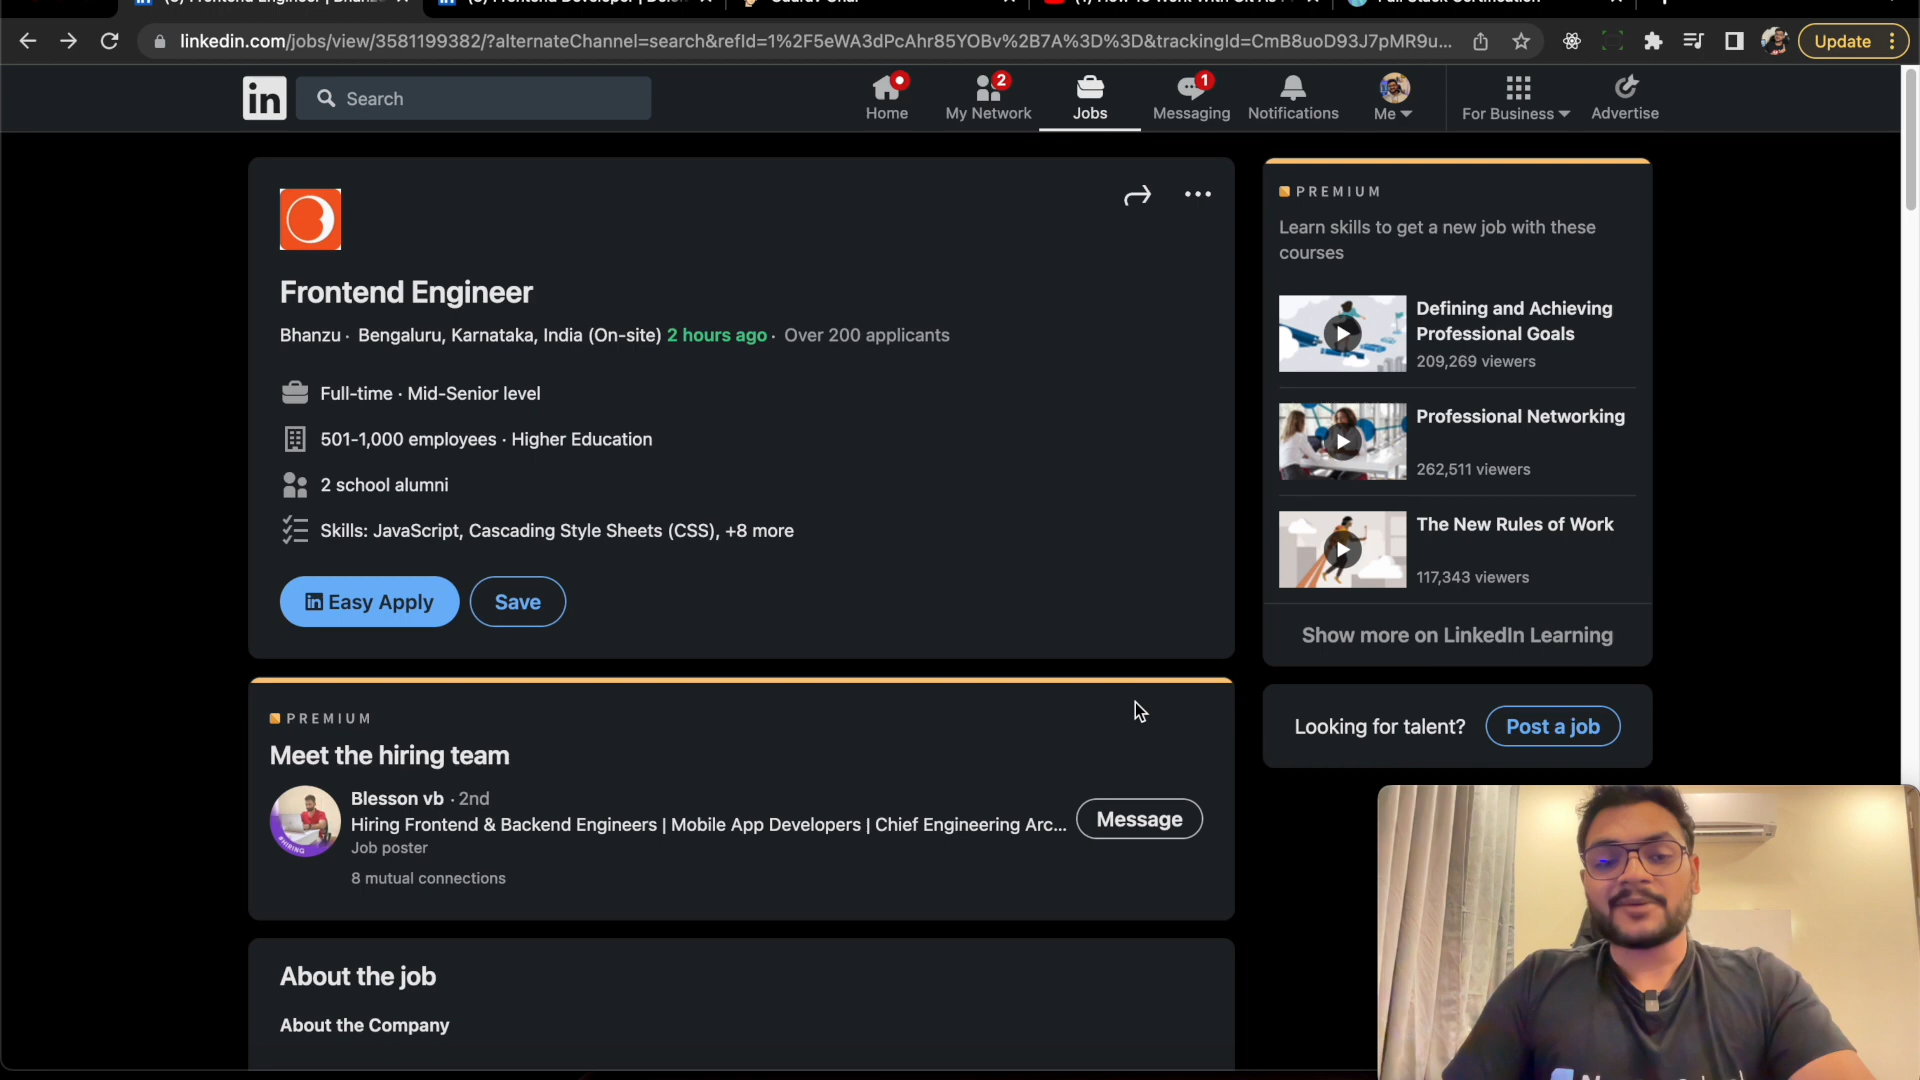 linkedin.com/jobs/view/3581199382/?alternateChannel=search&refId=1%2F5eWA3dPcAhr85YOBv%2B7A%3D%3D&trackingId=CmB8uoD93J7pMR9u...
Update
in
Search
Home
2
My Network
Jobs
1
Messaging
Notifications
Me
For Business
Advertise
Frontend Engineer
Bhanzu · Bengaluru, Karnataka, India (On-site) 2 hours ago · Over 200 applicants
Full-time · Mid-Senior level
501-1,000 employees · Higher Education
2 school alumni
Skills: JavaScript, Cascading Style Sheets (CSS), +8 more
in Easy Apply
Save
PREMIUM
Meet the hiring team
Blesson vb · 2nd
Hiring Frontend & Backend Engineers | Mobile App Developers | Chief Engineering Arc...
Job poster
8 mutual connections
Message
#HIRING
About the job
About the Company
PREMIUM
Learn skills to get a new job with these
courses
Defining and Achieving
Professional Goals
209,269 viewers
Professional Networking
262,511 viewers
The New Rules of Work
117,343 viewers
Show more on LinkedIn Learning
Looking for talent?
Post a job